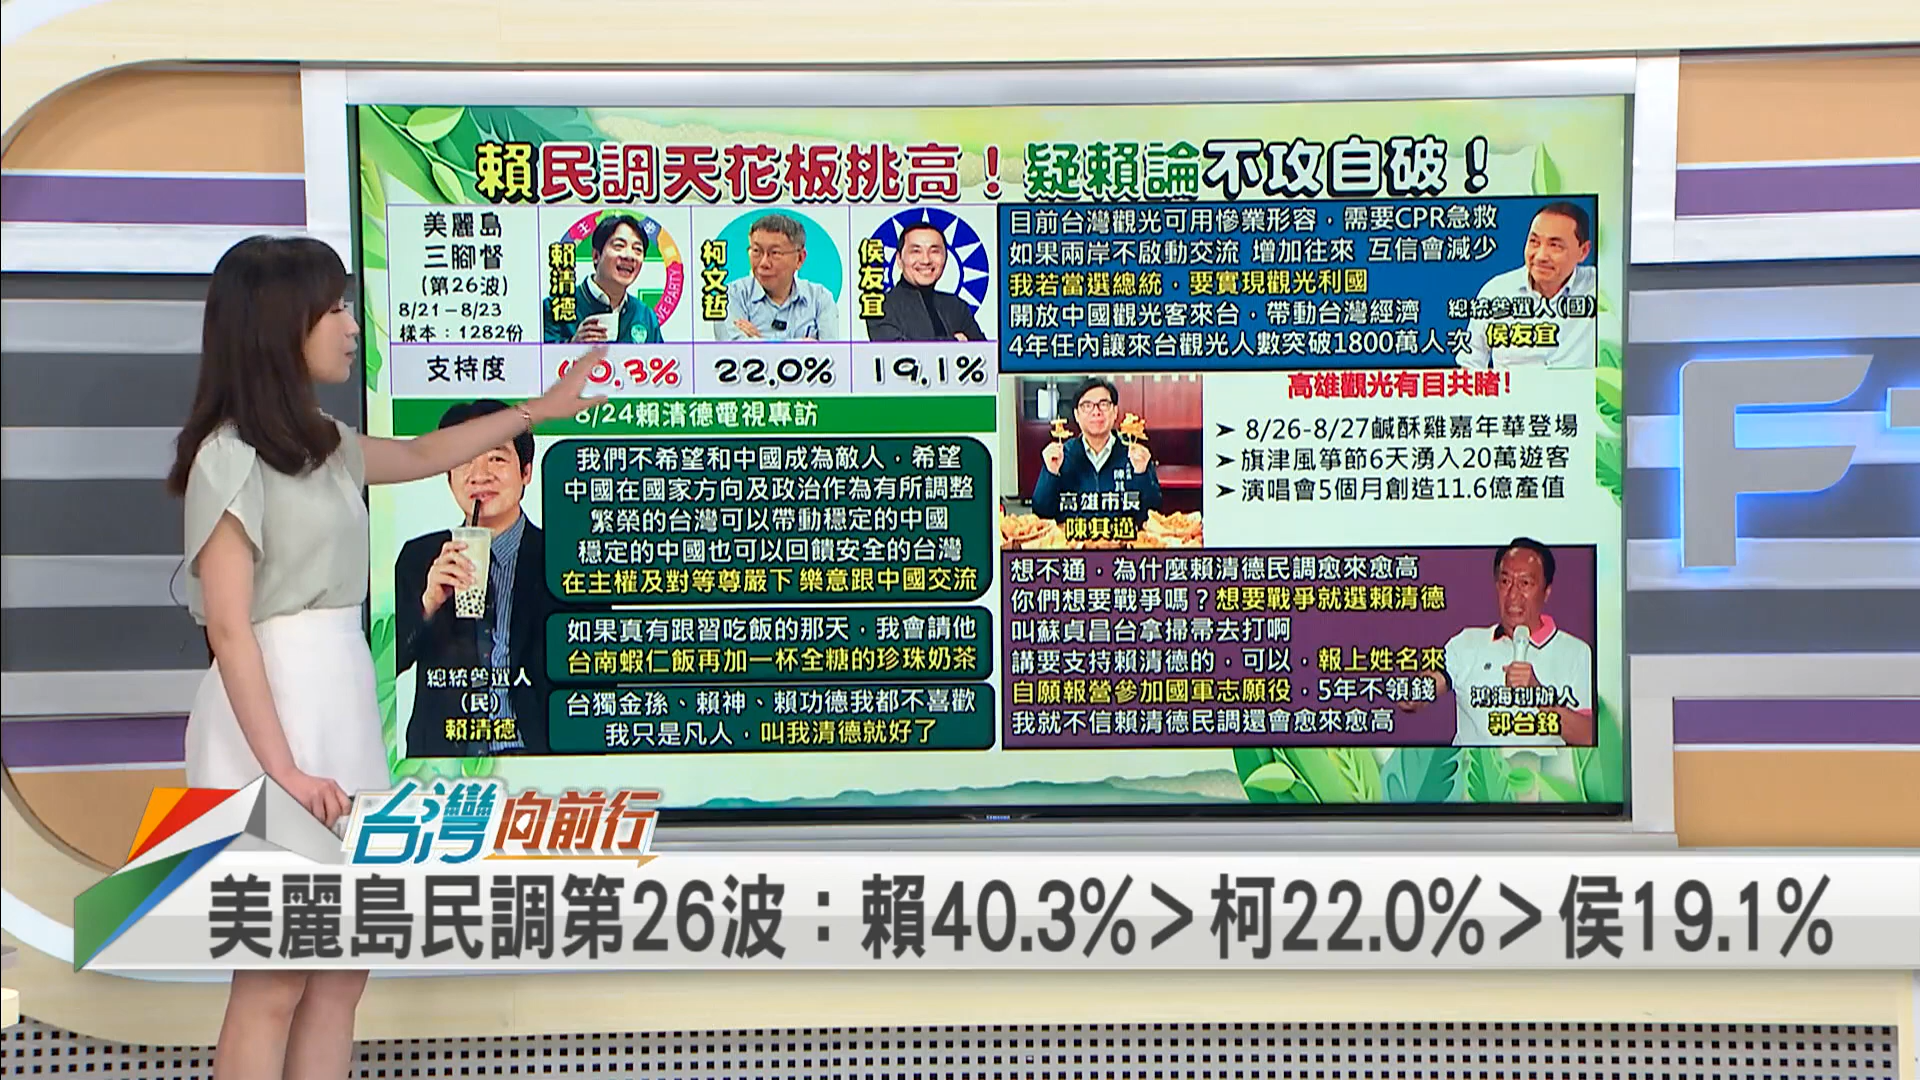 賴民調天花板挑高！疑賴論不攻自破！
美麗島
三腳督
(第26波)
8/21-8/23
樣本：1282份
賴清德
柯文哲
侯友宜
支持度
40.3%
22.0%
19.1%
8/24賴清德電視專訪
我們不希望和中國成為敵人，希望
中國在國家方向及政治作為有所調整
繁榮的台灣可以帶動穩定的中國
穩定的中國也可以回饋安全的台灣
在主權及對等尊嚴下 樂意跟中國交流
如果真有跟習吃飯的那天，我會請他
台南蝦仁飯再加一杯全糖的珍珠奶茶
台獨金孫、賴神、賴功德我都不喜歡
我只是凡人，叫我清德就好了
總統參選人
(民)
賴清德
目前台灣觀光可用慘業形容，需要CPR急救
如果兩岸不啟動交流 增加往來 互信會減少
我若當選總統，要實現觀光利國
開放中國觀光客來台，帶動台灣經濟
4年任內讓來台觀光人數突破1800萬人次
總統參選人(國)
侯友宜
高雄觀光有目共睹！
➤ 8/26-8/27鹹酥雞嘉年華登場
➤ 旗津風箏節6天湧入20萬遊客
➤ 演唱會5個月創造11.6億產值
高雄市長
陳其邁
想不通，為什麼賴清德民調愈來愈高
你們想要戰爭嗎？想要戰爭就選賴清德
叫蘇貞昌台拿掃帚去打啊
講要支持賴清德的，可以，報上姓名來
自願報營參加國軍志願役，5年不領錢
我就不信賴清德民調還會愈來愈高
鴻海創辦人
郭台銘
SAMSUNG
台灣向前行
美麗島民調第26波：賴40.3%＞柯22.0%＞侯19.1%